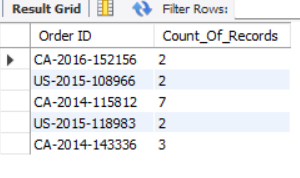 Result Grid Filter Rows:
Order ID Count_Of_Records
CA-2016-152156 2
US-2015-108966 2
CA-2014-115812 7
US-2015-118983 2
CA-2014-143336 3